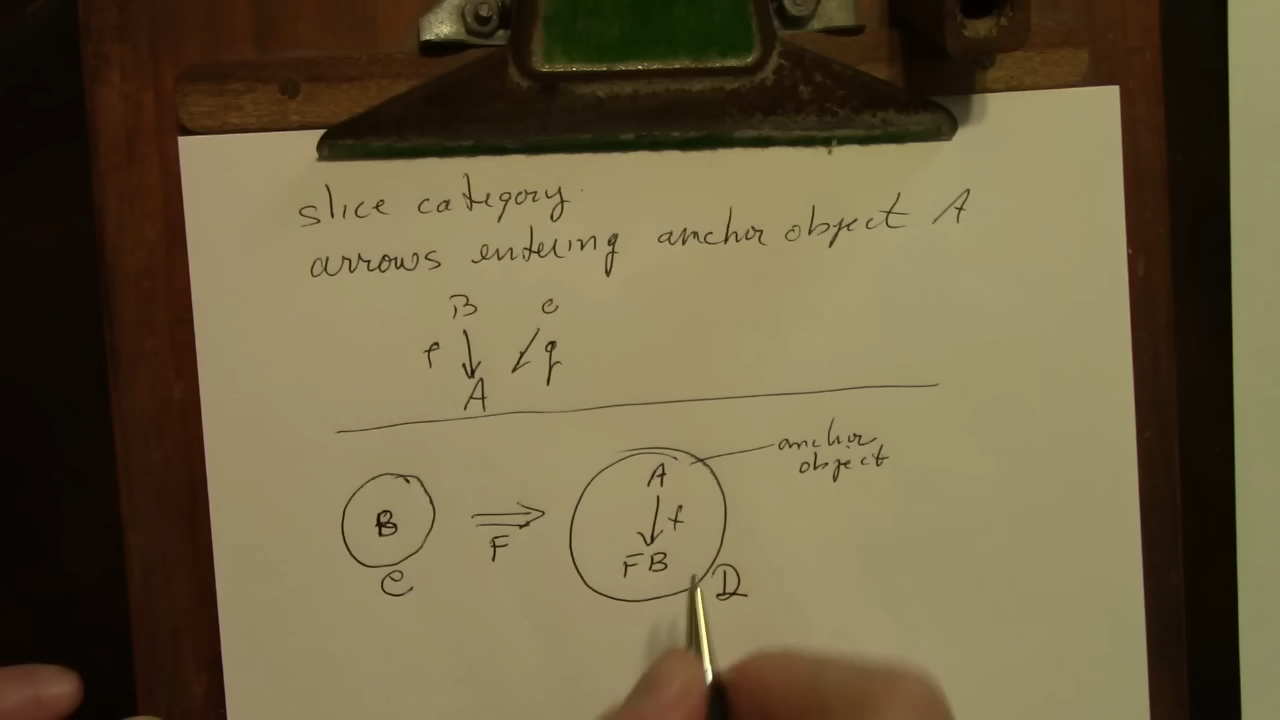 slice category.
arrows entering anchor object A
B C
f g
A
anchor
object
A
B F f
FB
C D